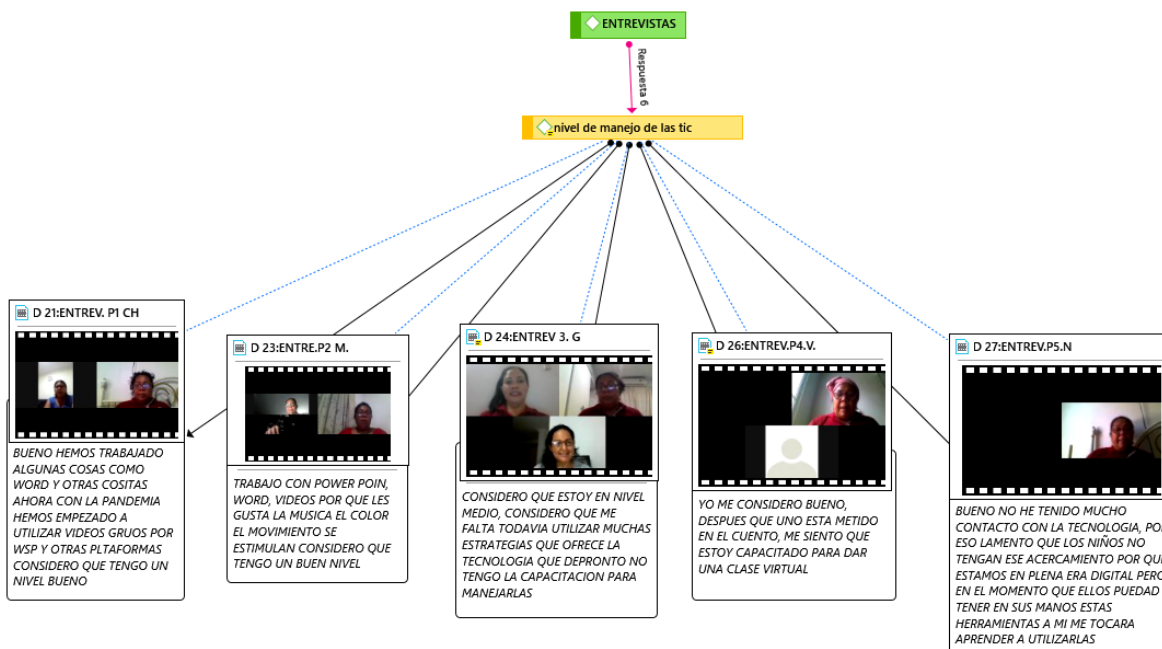 ENTREVISTAS
Respuesta 6
nivel de manejo de las tic
D 21:ENTREV. P1 CH
BUENO HEMOS TRABAJADO
ALGUNAS COSAS COMO
WORD Y OTRAS COSITAS
AHORA CON LA PANDEMIA
HEMOS EMPEZADO A
UTILIZAR VIDEOS GRUOS POR
WSP Y OTRAS PLTAFORMAS
CONSIDERO QUE TENGO UN
NIVEL BUENO
D 23:ENTRE.P2 M.
TRABAJO CON POWER POIN,
WORD, VIDEOS POR QUE LES
GUSTA LA MUSICA EL COLOR
EL MOVIMIENTO SE
ESTIMULAN CONSIDERO QUE
TENGO UN BUEN NIVEL
D 24:ENTREV 3. G
CONSIDERO QUE ESTOY EN NIVEL
MEDIO, CONSIDERO QUE ME
FALTA TODAVIA UTILIZAR MUCHAS
ESTRATEGIAS QUE OFRECE LA
TECNOLOGIA QUE DEPRONTO NO
TENGO LA CAPACITACION PARA
MANEJARLAS
D 26:ENTREV.P4.V.
YO ME CONSIDERO BUENO,
DESPUES QUE UNO ESTA METIDO
EN EL CUENTO, ME SIENTO QUE
ESTOY CAPACITADO PARA DAR
UNA CLASE VIRTUAL
D 27:ENTREV.P5.N
BUENO NO HE TENIDO MUCHO
CONTACTO CON LA TECNOLOGIA, POR
ESO LAMENTO QUE LOS NIÑOS NO
TENGAN ESE ACERCAMIENTO POR QUE
ESTAMOS EN PLENA ERA DIGITAL PERO
EN EL MOMENTO QUE ELLOS PUEDAD
TENER EN SUS MANOS ESTAS
HERRAMIENTAS A MI ME TOCARA
APRENDER A UTILIZARLAS